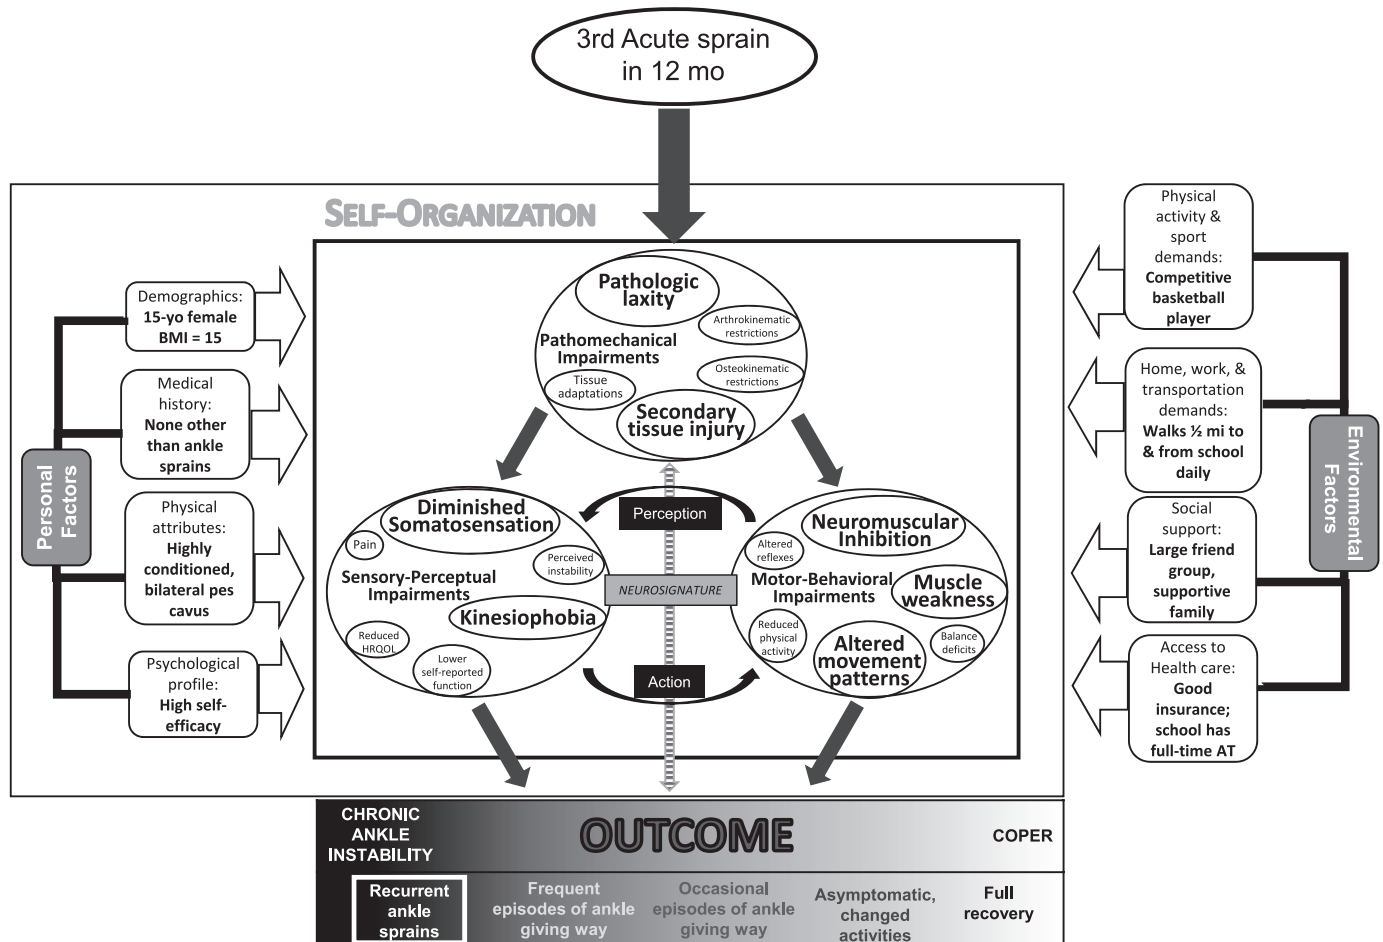 3rd Acute sprain
in 12 mo
SELF-ORGANIZATION
Personal
Factors
Demographics:
15-yo female
BMI = 15
Medical
history:
None other
than ankle
sprains
Physical
attributes:
Highly
conditioned,
bilateral pes
cavus
Psychological
profile:
High self-
efficacy
Pathologic
laxity
Arthrokinematic
restrictions
Pathomechanical
Impairments
Osteokinematic
restrictions
Tissue
adaptations
Secondary
tissue injury
Diminished
Somatosensation
Pain
Perceived
instability
Sensory-Perceptual
Impairments
Kinesiophobia
Reduced
HRQOL
Lower
self-reported
function
Perception
NEUROSIGNATURE
Action
Neuromuscular
Inhibition
Altered
reflexes
Motor-Behavioral
Impairments
Muscle
weakness
Reduced
physical
activity
Altered
movement
patterns
Balance
deficits
Physical
activity &
sport
demands:
Competitive
basketball
player
Home, work, &
transportation
demands:
Walks ½ mi to
& from school
daily
Social
support:
Large friend
group,
supportive
family
Access to
Health care:
Good
insurance;
school has
full-time AT
Environmental
Factors
CHRONIC
ANKLE
INSTABILITY
OUTCOME
COPER
Recurrent
ankle
sprains
Frequent
episodes of ankle
giving way
Occasional
episodes of ankle
giving way
Asymptomatic,
changed
activities
Full
recovery